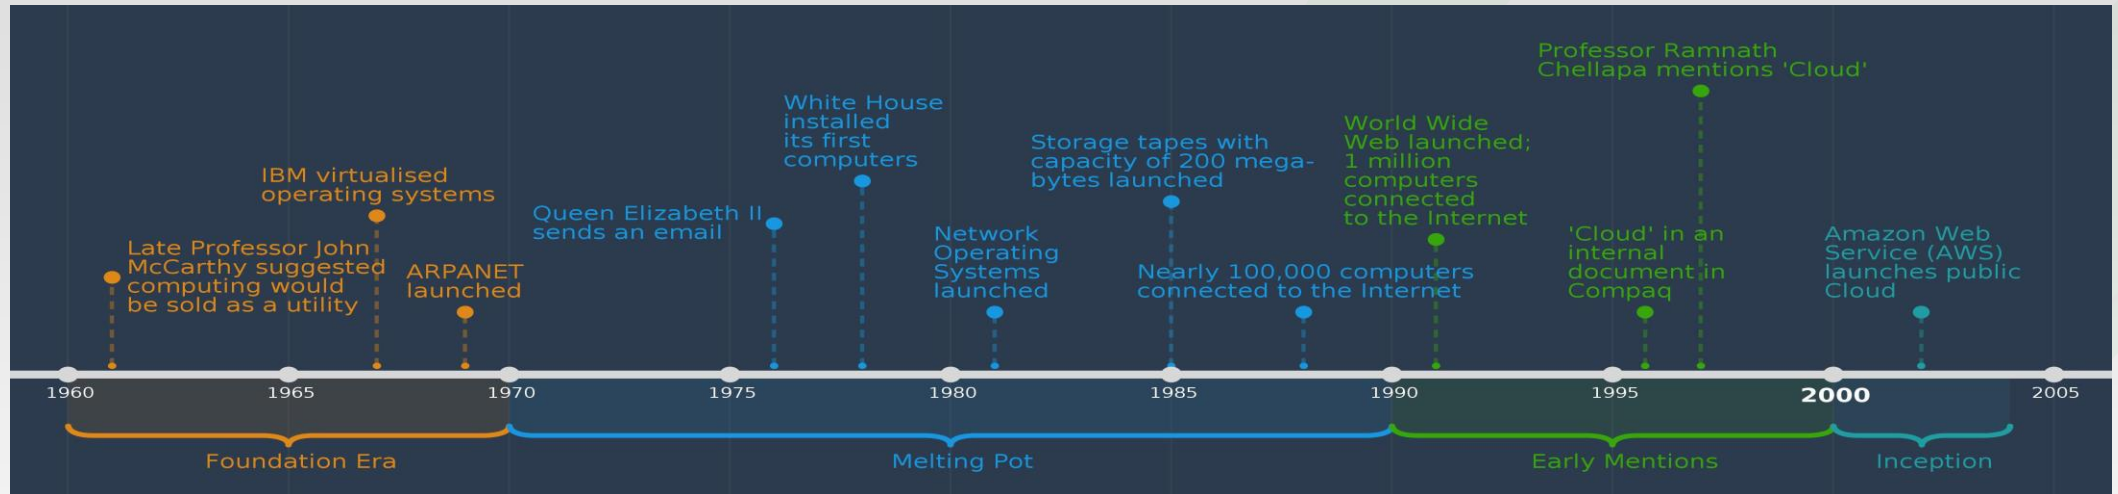 Professor Ramnath
Chellapa mentions 'Cloud'
White House
installed
its first
computers
World Wide
Web launched;
1 million
computers
connected
to the Internet
Storage tapes with
capacity of 200 mega-
bytes launched
IBM virtualised
operating systems
Queen Elizabeth II
sends an email
Network
Operating
Systems
launched
'Cloud' in an
internal
document in
Compaq
Amazon Web
Service (AWS)
launches public
Cloud
Late Professor John
McCarthy suggested
computing would
be sold as a utility
ARPANET
launched
Nearly 100,000 computers
connected to the Internet
1960 1965 1970 1975 1980 1985 1990 1995 2000 2005
Foundation Era Melting Pot Early Mentions Inception